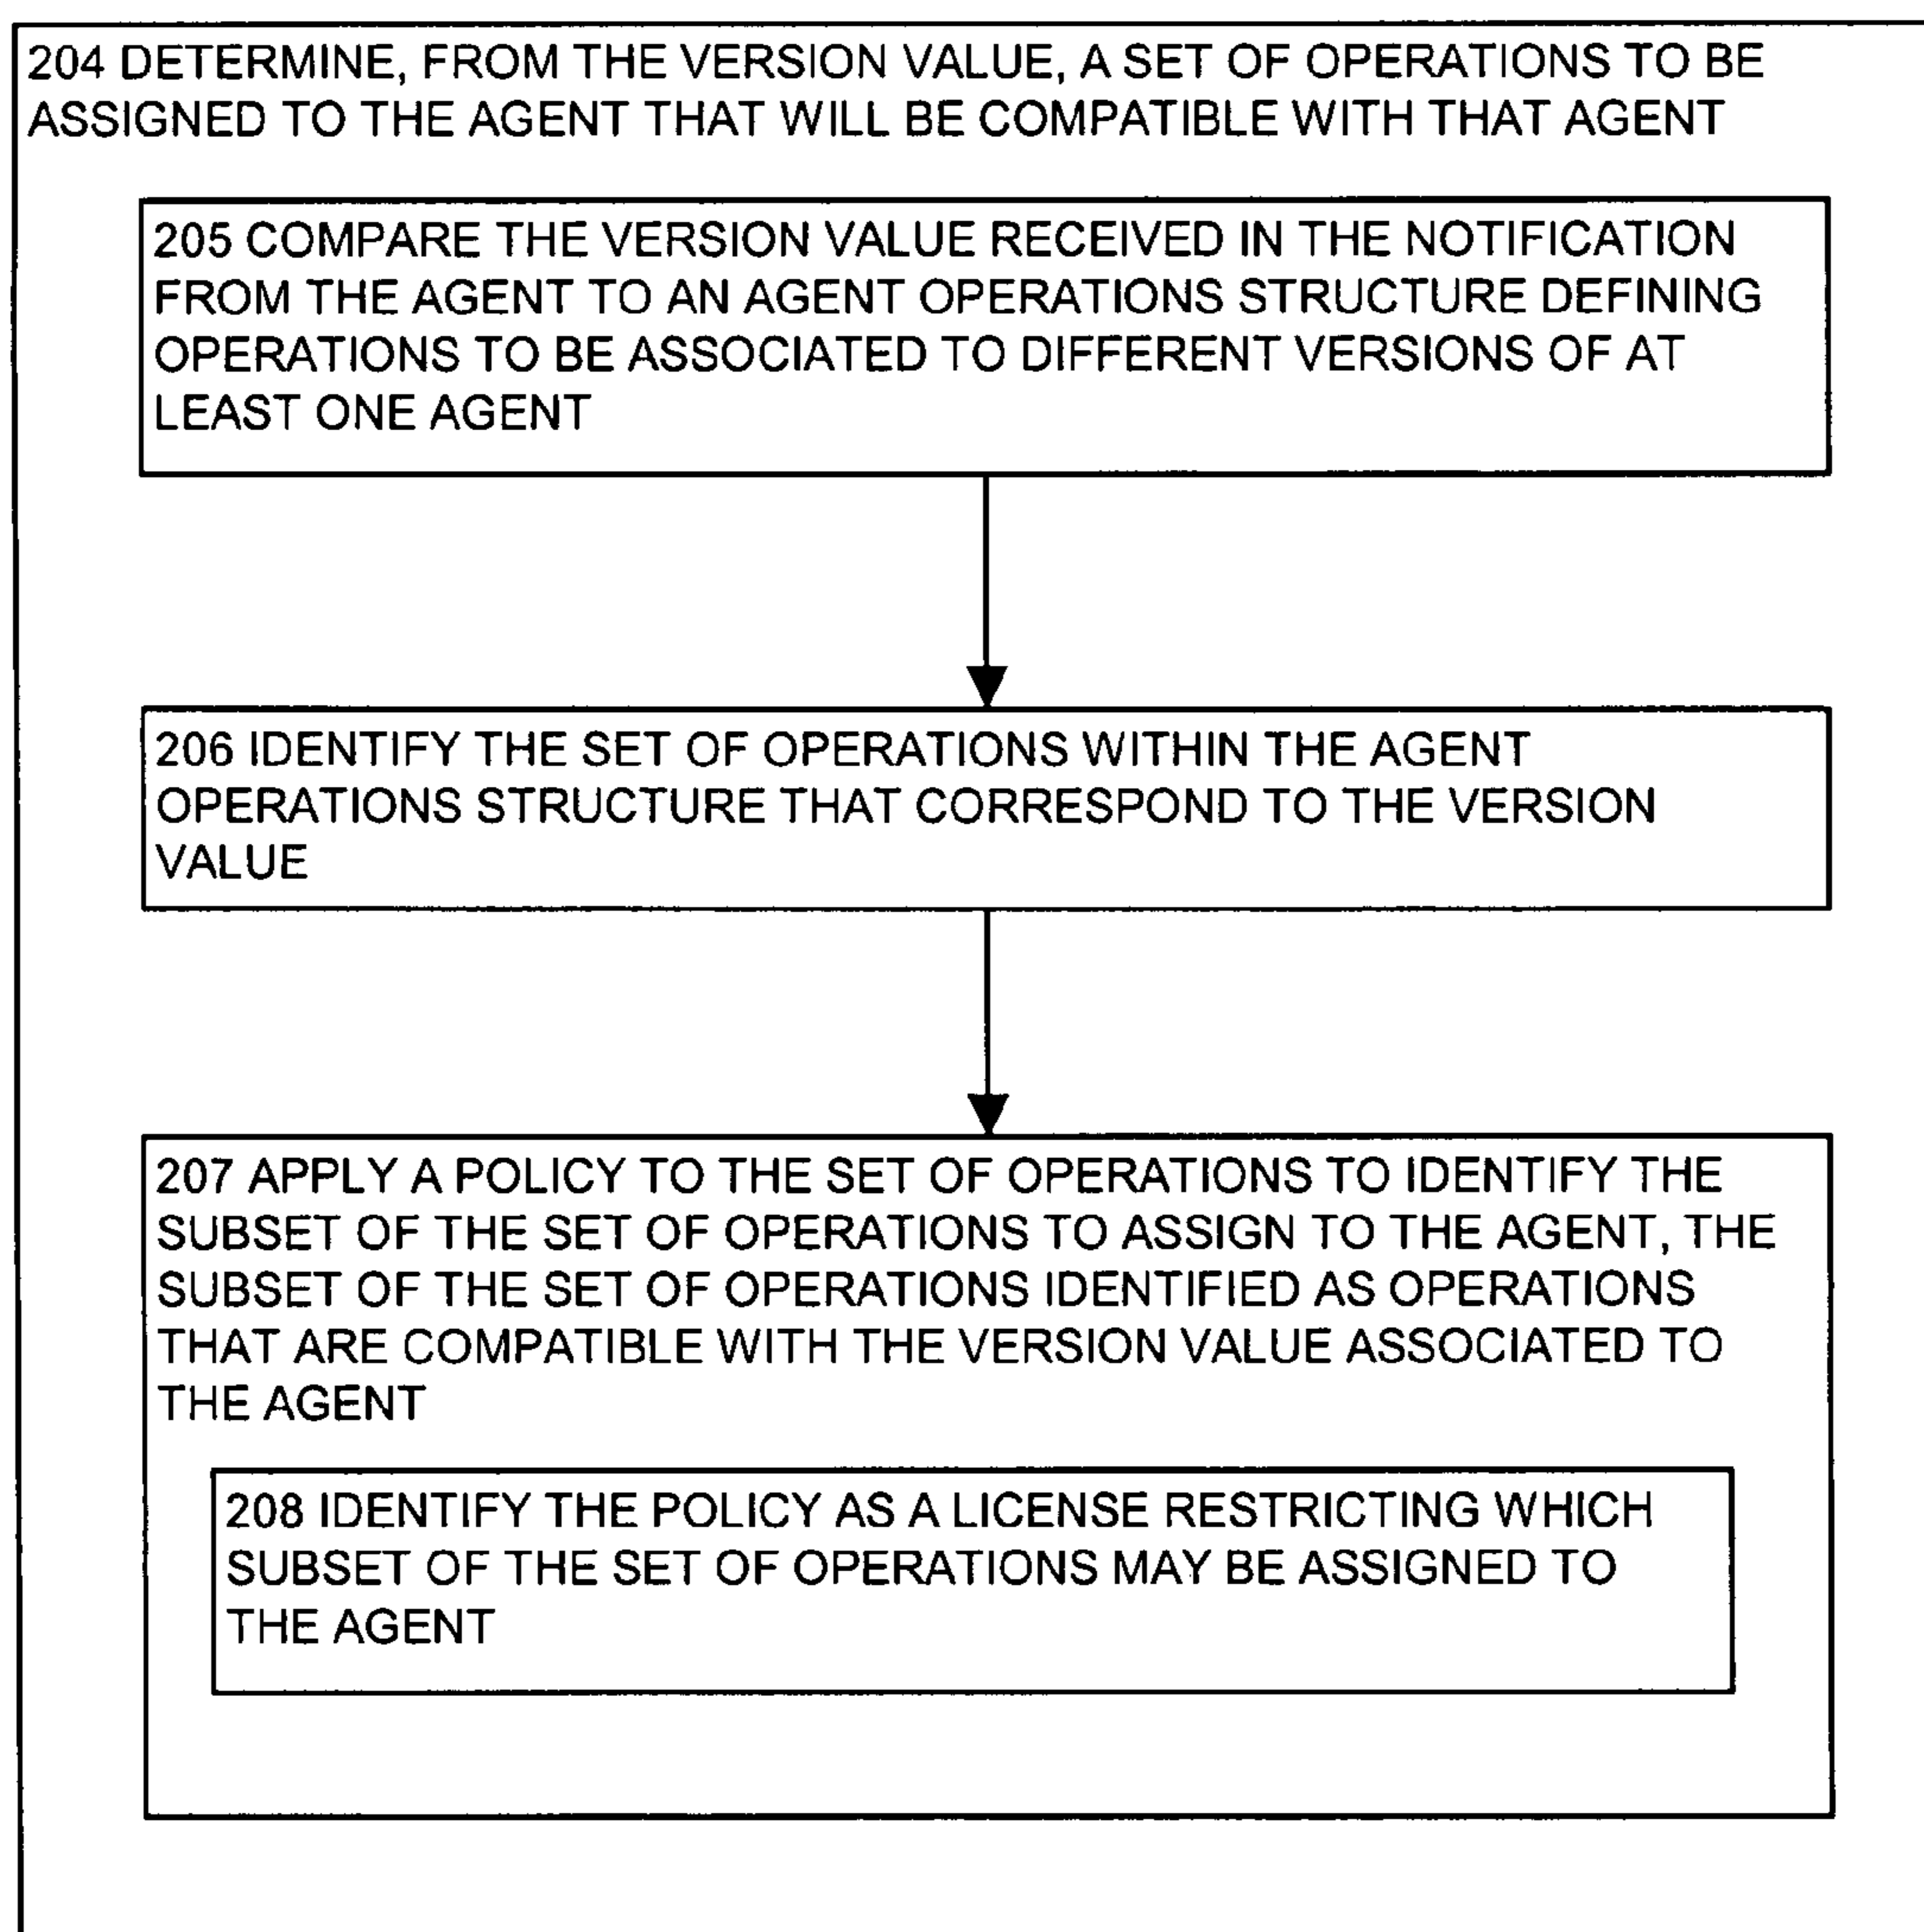 204 DETERMINE, FROM THE VERSION VALUE, A SET OF OPERATIONS TO BE
ASSIGNED TO THE AGENT THAT WILL BE COMPATIBLE WITH THAT AGENT
205 COMPARE THE VERSION VALUE RECEIVED IN THE NOTIFICATION
FROM THE AGENT TO AN AGENT OPERATIONS STRUCTURE DEFINING
OPERATIONS TO BE ASSOCIATED TO DIFFERENT VERSIONS OF AT
LEAST ONE AGENT
206 IDENTIFY THE SET OF OPERATIONS WITHIN THE AGENT
OPERATIONS STRUCTURE THAT CORRESPOND TO THE VERSION
VALUE
207 APPLY A POLICY TO THE SET OF OPERATIONS TO IDENTIFY THE
SUBSET OF THE SET OF OPERATIONS TO ASSIGN TO THE AGENT, THE
SUBSET OF THE SET OF OPERATIONS IDENTIFIED AS OPERATIONS
THAT ARE COMPATIBLE WITH THE VERSION VALUE ASSOCIATED TO
THE AGENT
208 IDENTIFY THE POLICY AS A LICENSE RESTRICTING WHICH
SUBSET OF THE SET OF OPERATIONS MAY BE ASSIGNED TO
THE AGENT